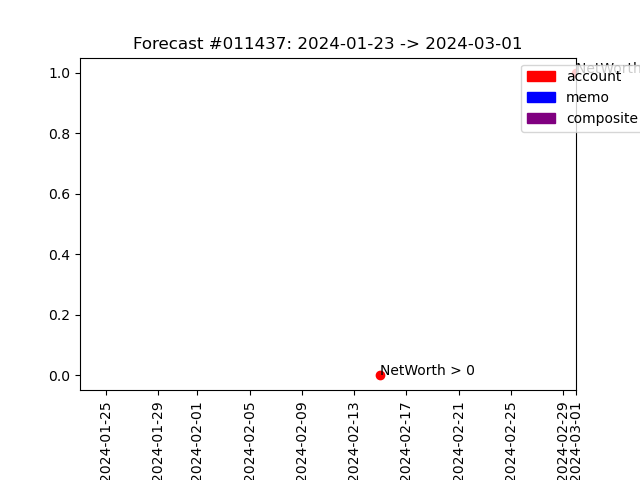 Forecast #011437: 2024-01-23 -> 2024-03-01
1.0
0.8
0.6
0.4
0.2
0.0
NetWorth
account
memo
composite
NetWorth > 0
2024-01-25
2024-01-29
2024-02-01
2024-02-05
2024-02-09
2024-02-13
2024-02-17
2024-02-21
2024-02-25
2024-02-29
2024-03-01